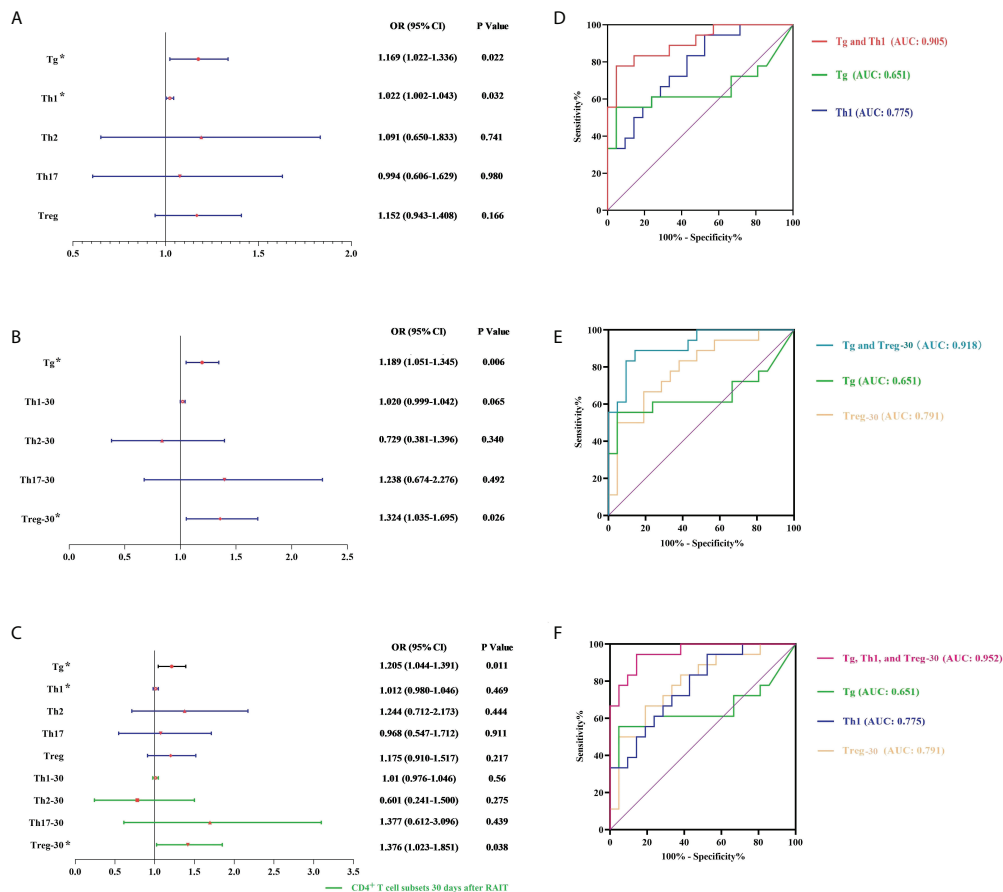 A
OR (95% CI) P Value
Tg* 1.169 (1.022-1.336) 0.022
Th1* 1.022 (1.002-1.043) 0.032
Th2 1.091 (0.650-1.833) 0.741
Th17 0.994 (0.606-1.629) 0.980
Treg 1.152 (0.943-1.408) 0.166
0.5 1.0 1.5 2.0
D
Sensitivity%
100
80
60
40
20
0
0 20 40 60 80 100
100% - Specificity%
Tg and Th1 (AUC: 0.905)
Tg (AUC: 0.651)
Th1 (AUC: 0.775)
B
OR (95% CI) P Value
Tg* 1.189 (1.051-1.345) 0.006
Th1-30 1.020 (0.999-1.042) 0.065
Th2-30 0.729 (0.381-1.396) 0.340
Th17-30 1.238 (0.674-2.276) 0.492
Treg-30* 1.324 (1.035-1.695) 0.026
0.0 0.5 1.0 1.5 2.0 2.5
E
Sensitivity%
100
80
60
40
20
0
0 20 40 60 80 100
100% - Specificity%
Tg and Treg-30 (AUC: 0.918)
Tg (AUC: 0.651)
Treg-30 (AUC: 0.791)
C
OR (95% CI) P Value
Tg* 1.205 (1.044-1.391) 0.011
Th1* 1.012 (0.980-1.046) 0.469
Th2 1.244 (0.712-2.173) 0.444
Th17 0.968 (0.547-1.712) 0.911
Treg 1.175 (0.910-1.517) 0.217
Th1-30 1.01 (0.976-1.046) 0.56
Th2-30 0.601 (0.241-1.500) 0.275
Th17-30 1.377 (0.612-3.096) 0.439
Treg-30* 1.376 (1.023-1.851) 0.038
0.0 0.5 1.0 1.5 2.0 2.5 3.0 3.5
CD4⁺ T cell subsets 30 days after RAIT
F
Sensitivity%
100
80
60
40
20
0
0 20 40 60 80 100
100% - Specificity%
Tg, Th1, and Treg-30 (AUC: 0.952)
Tg (AUC: 0.651)
Th1 (AUC: 0.775)
Treg-30 (AUC: 0.791)